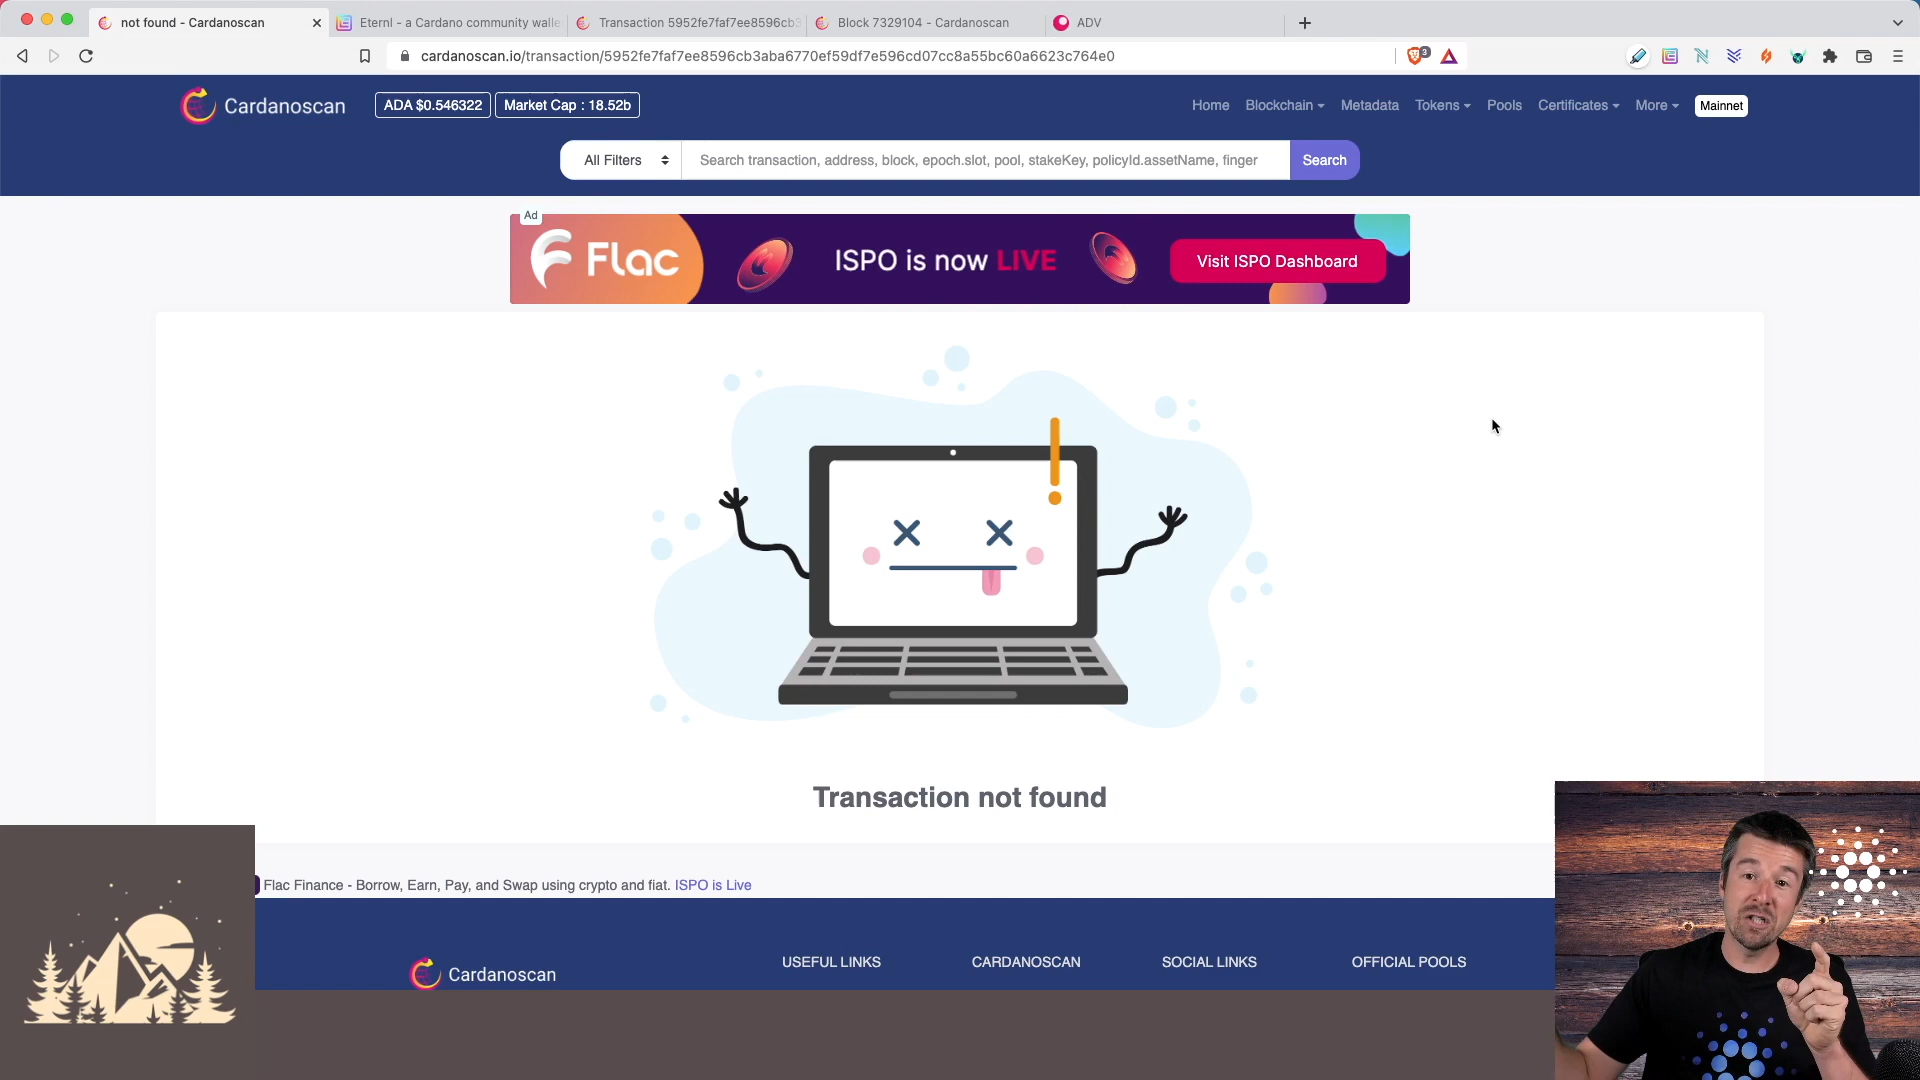 not found - Cardanoscan
Eternl - a Cardano community walle
Transaction 5952fe7faf7ee8596cb3
Block 7329104 - Cardanoscan
ADV
cardanoscan.io/transaction/5952fe7faf7ee8596cb3aba6770ef59df7e596cd07cc8a55bc60a6623c764e0
3
Cardanoscan
ADA $0.546322
Market Cap : 18.52b
Home
Blockchain
Metadata
Tokens
Pools
Certificates
More
Mainnet
All Filters
Search transaction, address, block, epoch.slot, pool, stakeKey, policyId.assetName, finger
Search
Ad
Flac
ISPO is now LIVE
Visit ISPO Dashboard
Transaction not found
Flac Finance - Borrow, Earn, Pay, and Swap using crypto and fiat. ISPO is Live
Cardanoscan
USEFUL LINKS
CARDANOSCAN
SOCIAL LINKS
OFFICIAL POOLS